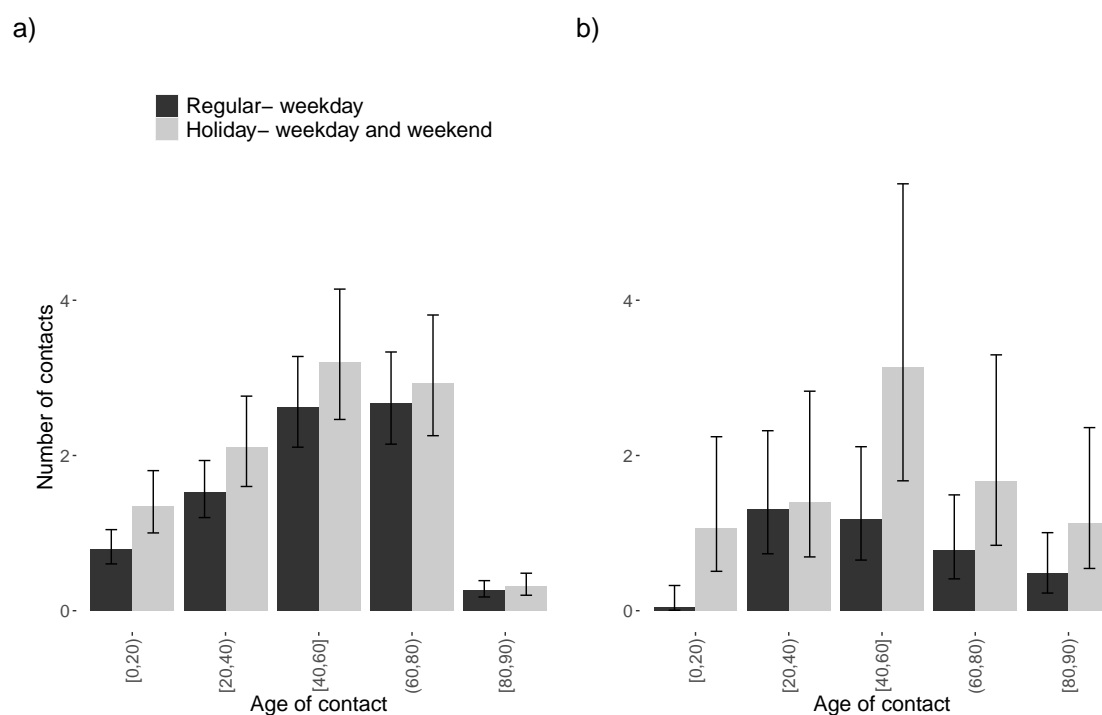 a)
b)
Regular− weekday
Holiday− weekday and weekend
Number of contacts
4
2
0
[0,20)
[20,40)
[40,60]
(60,80)
[80,90)
Age of contact
4
2
0
[0,20)
[20,40)
[40,60]
(60,80)
[80,90)
Age of contact